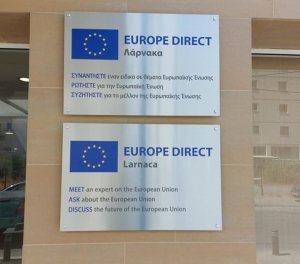 EUROPE DIRECT
Λάρνακα
ΣΥΝΑΝΤΗΣΤΕ έναν ειδικό σε θέματα Ευρωπαϊκής Ένωσης
ΡΩΤΗΣΤΕ για την Ευρωπαϊκή Ένωση
ΣΥΖΗΤΗΣΤΕ για το μέλλον της Ευρωπαϊκής Ένωσης
EUROPE DIRECT
Larnaca
MEET an expert on the European Union
ASK about the European Union
DISCUSS the future of the European Union